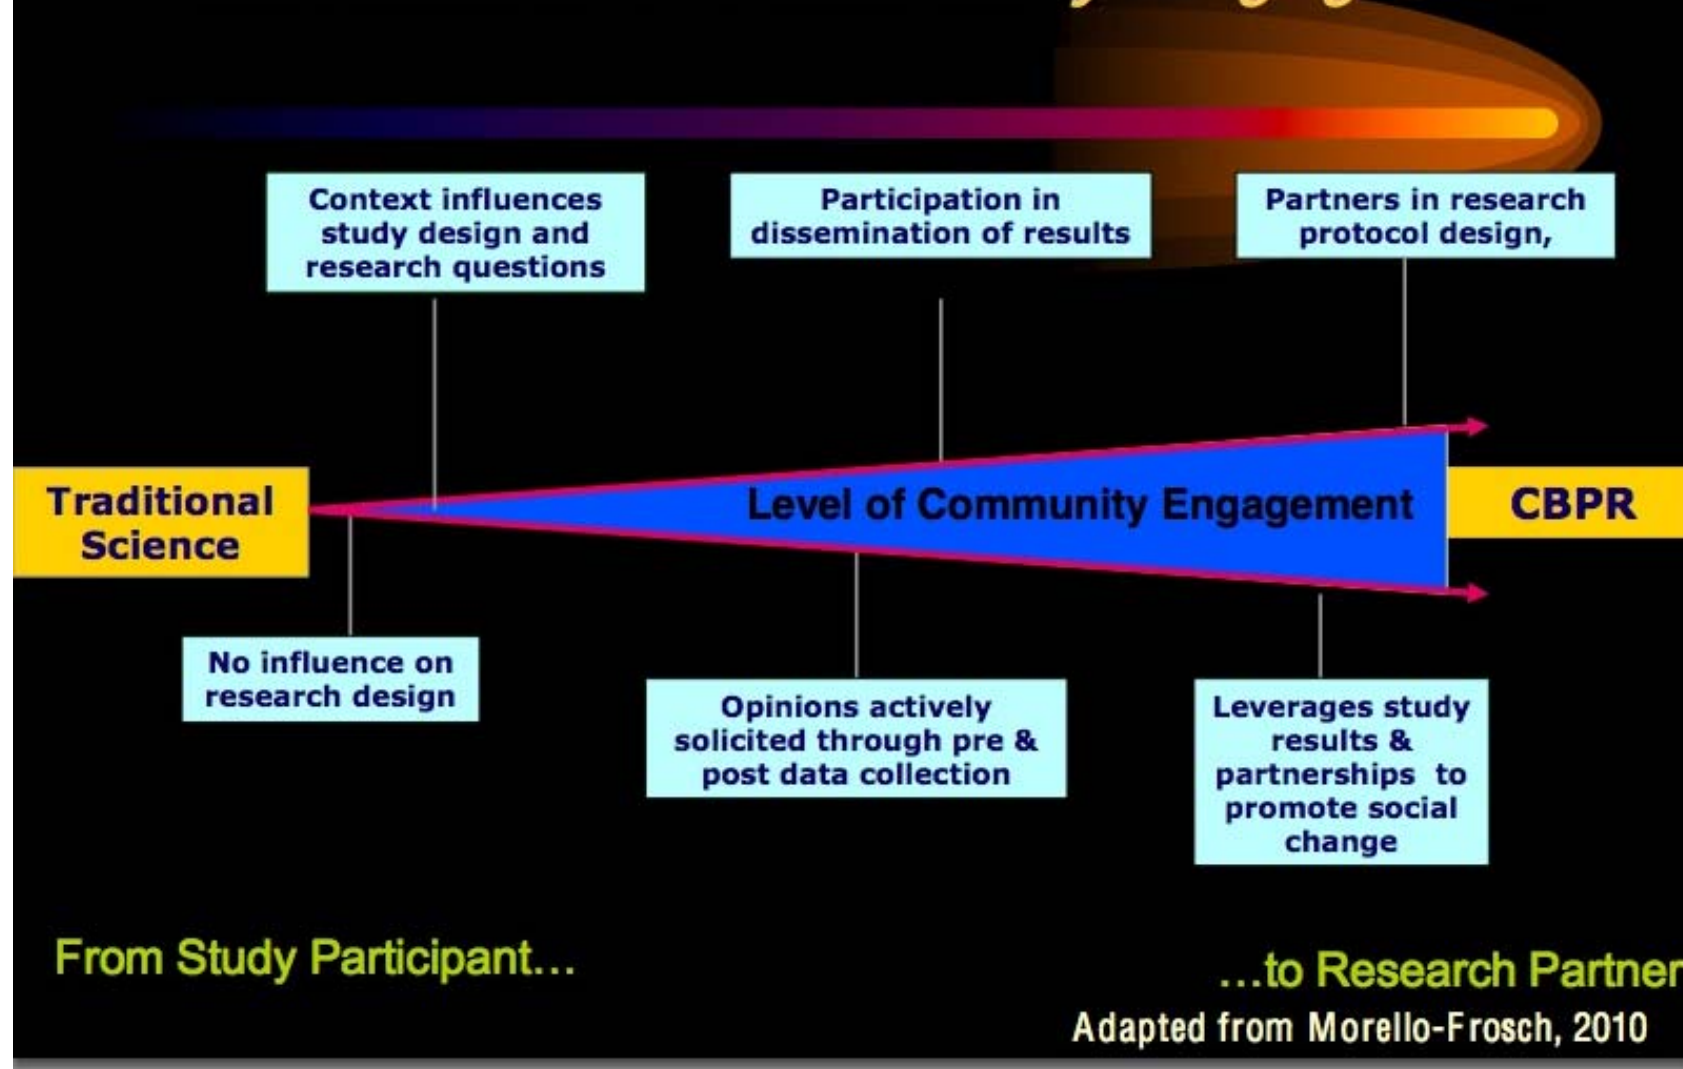 Context influences
study design and
research questions
Participation in
dissemination of results
Partners in research
protocol design,
Traditional
Science
Level of Community Engagement
CBPR
No influence on
research design
Opinions actively
solicited through pre &
post data collection
Leverages study
results &
partnerships to
promote social
change
From Study Participant...
...to Research Partner
Adapted from Morello-Frosch, 2010